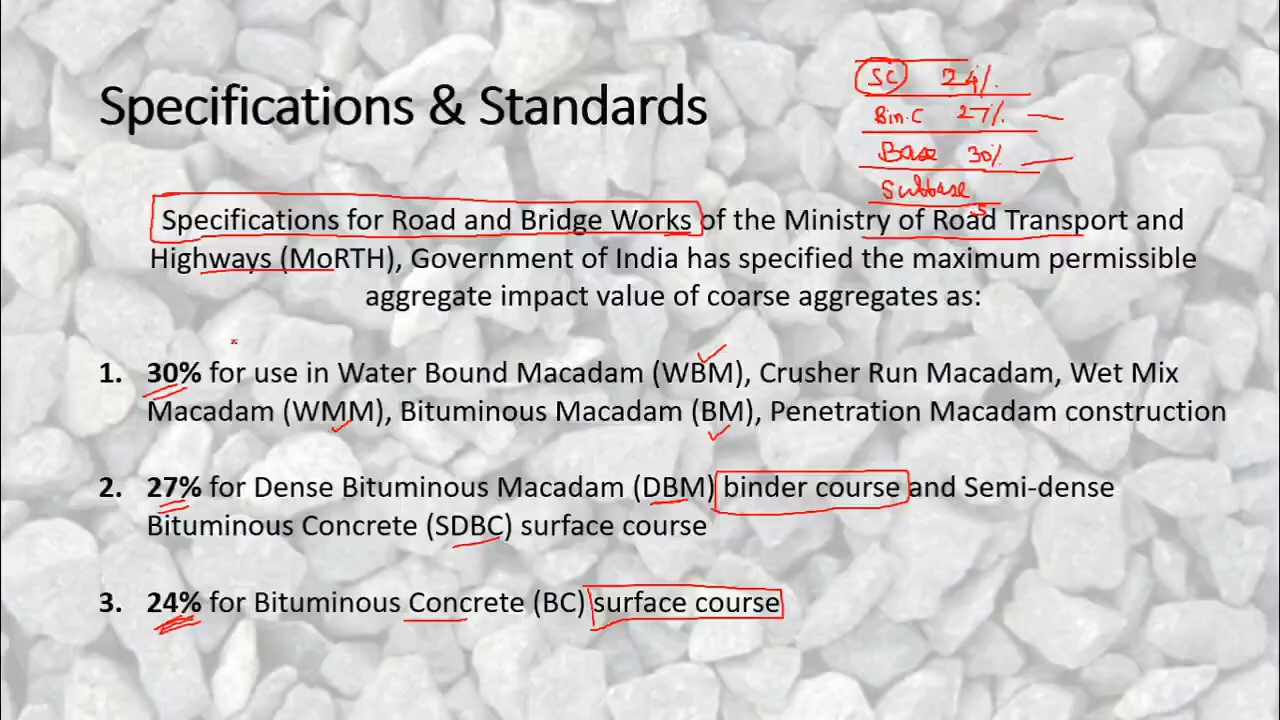 SC 24%.
Bin. C 27%.
Base 30%.
Subbase
Specifications & Standards
Specifications for Road and Bridge Works of the Ministry of Road Transport and
Highways (MoRTH), Government of India has specified the maximum permissible
aggregate impact value of coarse aggregates as:
1. 30% for use in Water Bound Macadam (WBM), Crusher Run Macadam, Wet Mix
Macadam (WMM), Bituminous Macadam (BM), Penetration Macadam construction
2. 27% for Dense Bituminous Macadam (DBM) binder course and Semi-dense
Bituminous Concrete (SDBC) surface course
3. 24% for Bituminous Concrete (BC) surface course